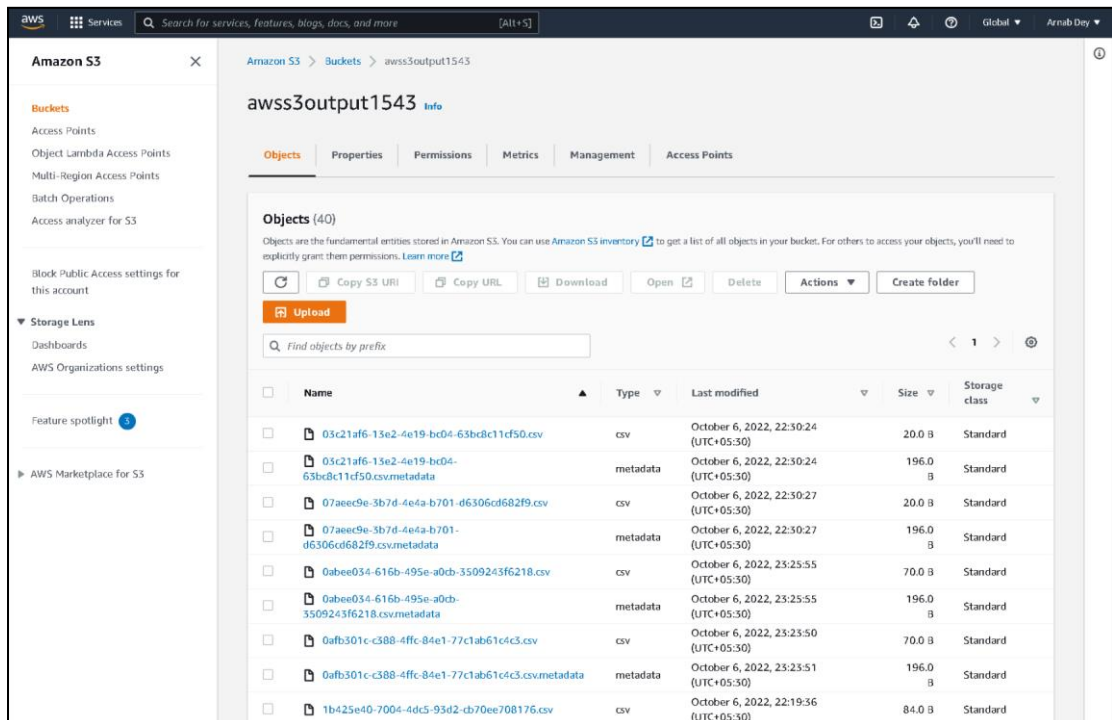 aws
Services
Search for services, features, blogs, docs, and more
[Alt+S]
Global ▼
Arnab Dey ▼
Amazon S3
Buckets
Access Points
Object Lambda Access Points
Multi-Region Access Points
Batch Operations
Access analyzer for S3
Block Public Access settings for
this account
▼ Storage Lens
Dashboards
AWS Organizations settings
Feature spotlight 3
▶ AWS Marketplace for S3
Amazon S3 > Buckets > awss3output1543
awss3output1543 Info
Objects
Properties
Permissions
Metrics
Management
Access Points
Objects (40)
Objects are the fundamental entities stored in Amazon S3. You can use Amazon S3 inventory to get a list of all objects in your bucket. For others to access your objects, you'll need to
explicitly grant them permissions. Learn more
Copy S3 URI
Copy URL
Download
Open
Delete
Actions ▼
Create folder
Upload
Find objects by prefix
< 1 >
Name ▲
Type
Last modified
Size
Storage
class
03c21af6-13e2-4e19-bc04-63bc8c11cf50.csv
csv
October 6, 2022, 22:30:24
(UTC+05:30)
20.0 B
Standard
03c21af6-13e2-4e19-bc04-
63bc8c11cf50.csv.metadata
metadata
October 6, 2022, 22:30:24
(UTC+05:30)
196.0
B
Standard
07aeec9e-3b7d-4e4a-b701-d6306cd682f9.csv
csv
October 6, 2022, 22:30:27
(UTC+05:30)
20.0 B
Standard
07aeec9e-3b7d-4e4a-b701-
d6306cd682f9.csv.metadata
metadata
October 6, 2022, 22:30:27
(UTC+05:30)
196.0
B
Standard
0abee034-616b-495e-a0cb-3509243f6218.csv
csv
October 6, 2022, 23:25:55
(UTC+05:30)
70.0 B
Standard
0abee034-616b-495e-a0cb-
3509243f6218.csv.metadata
metadata
October 6, 2022, 23:25:55
(UTC+05:30)
196.0
B
Standard
0afb301c-c388-4ffc-84e1-77c1ab61c4c3.csv
csv
October 6, 2022, 23:23:50
(UTC+05:30)
70.0 B
Standard
0afb301c-c388-4ffc-84e1-77c1ab61c4c3.csv.metadata
metadata
October 6, 2022, 23:23:51
(UTC+05:30)
196.0
B
Standard
1b425e40-7004-4dc5-93d2-cb70ee708176.csv
csv
October 6, 2022, 22:19:36
(UTC+05:30)
84.0 B
Standard